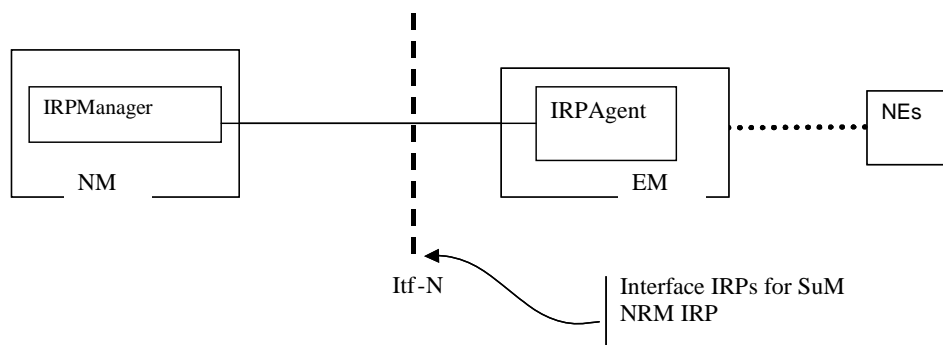 IRPManager
NM
IRPAgent
EM
NEs
Itf-N
Interface IRPs for SuM
NRM IRP